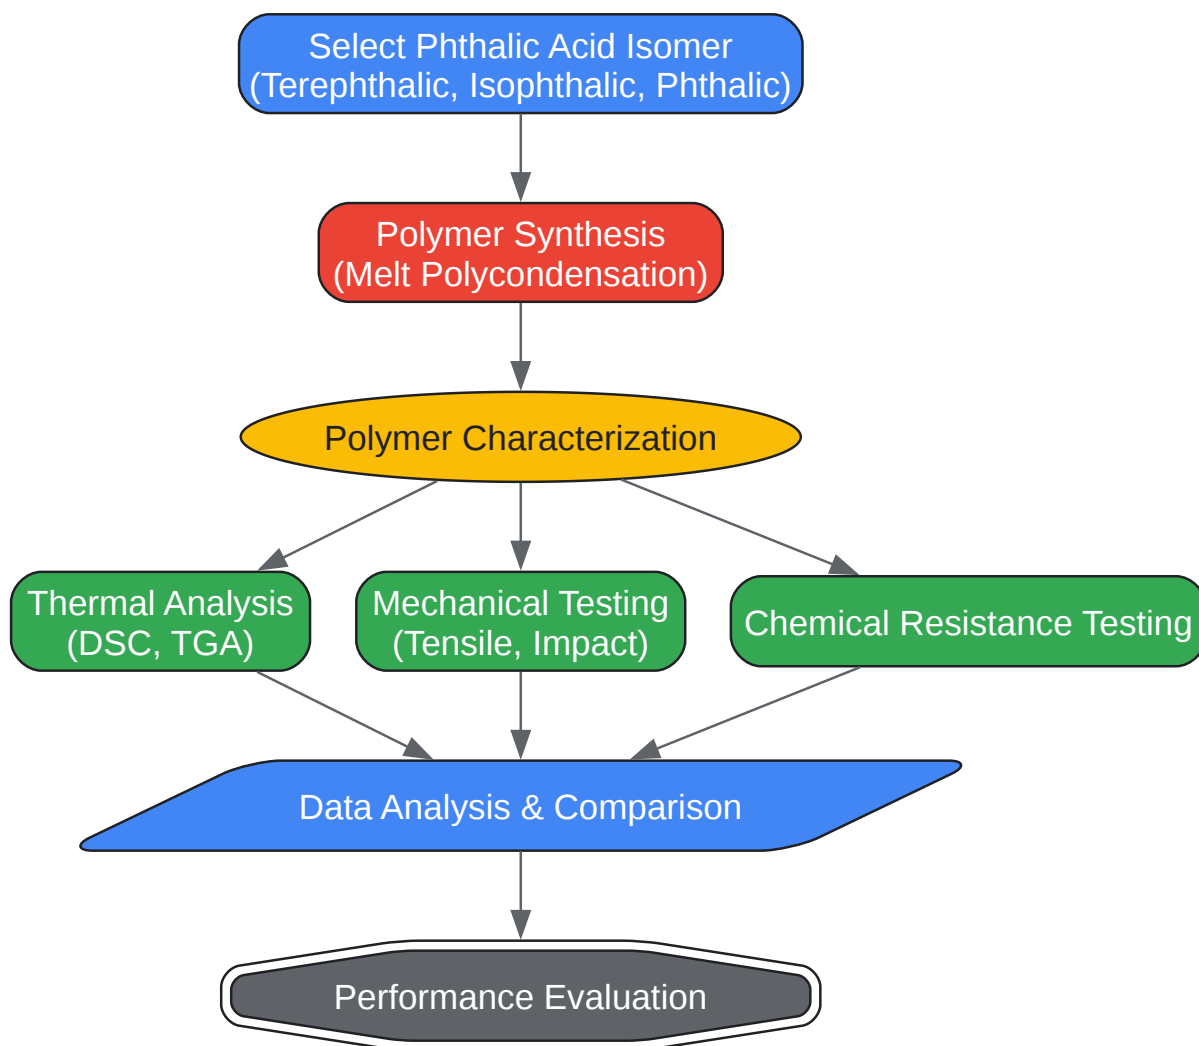 Select Phthalic Acid Isomer
(Terephthalic, Isophthalic, Phthalic)
Polymer Synthesis
(Melt Polycondensation)
Polymer Characterization
Thermal Analysis
(DSC, TGA)
Mechanical Testing
(Tensile, Impact)
Chemical Resistance Testing
Data Analysis & Comparison
Performance Evaluation